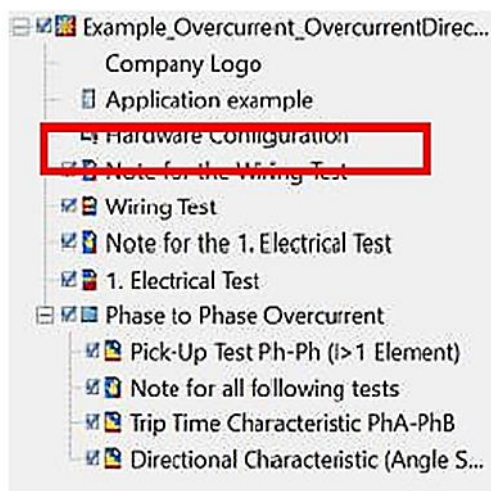 Example_Overcurrent_OvercurrentDirec...
Company Logo
Application example
Hardware Configuration
Note for the Wiring Test
Wiring Test
Note for the 1. Electrical Test
1. Electrical Test
Phase to Phase Overcurrent
Pick-Up Test Ph-Ph (I>1 Element)
Note for all following tests
Trip Time Characteristic PhA-PhB
Directional Characteristic (Angle S...